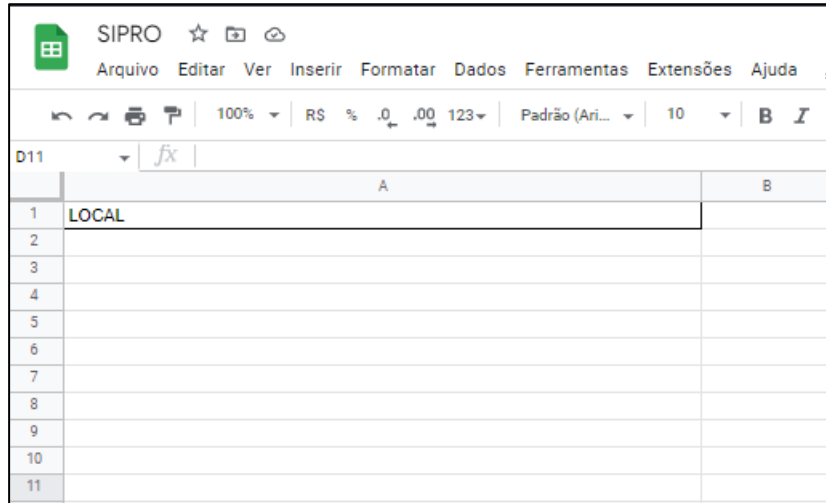 SIPRO
Arquivo Editar Ver Inserir Formatar Dados Ferramentas Extensões Ajuda
100% R$ % .0 .00 123 Padrão (Ari... 10 B I
D11 fx
A B
1 LOCAL
2
3
4
5
6
7
8
9
10
11